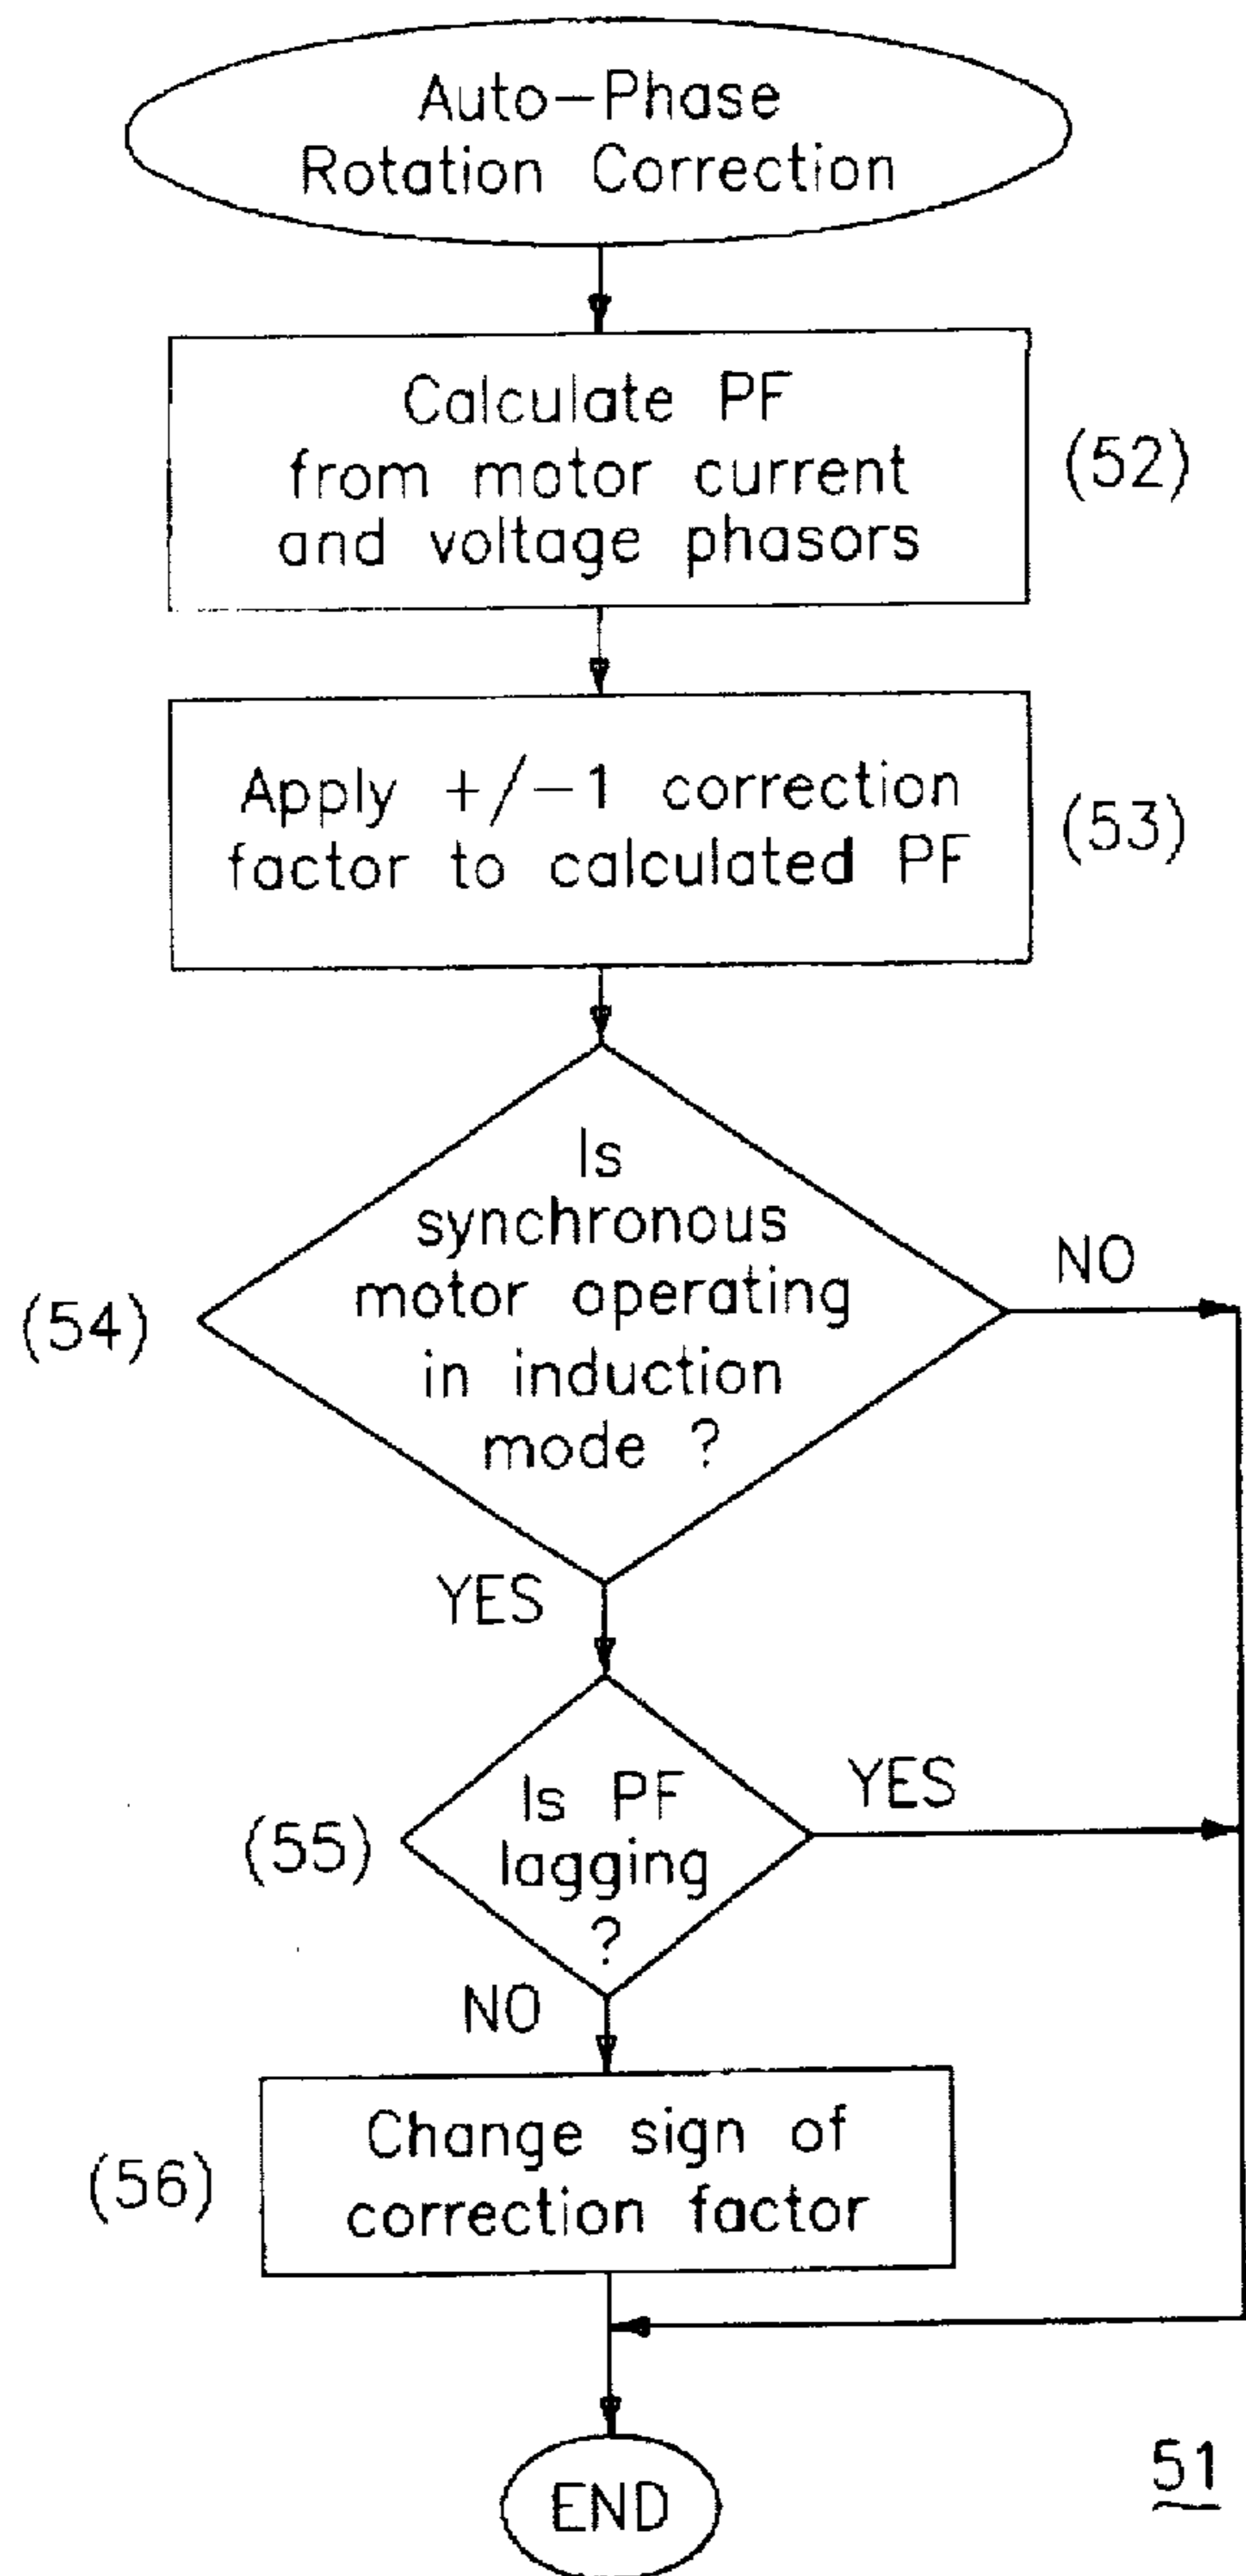 Auto-Phase
Rotation Correction
Calculate PF
from motor current
and voltage phasors
(52)
Apply +/-1 correction
factor to calculated PF
(53)
Is
synchronous
motor operating
in induction
mode ?
(54)
NO
YES
Is PF
lagging
?
(55)
YES
NO
Change sign of
correction factor
(56)
END
51